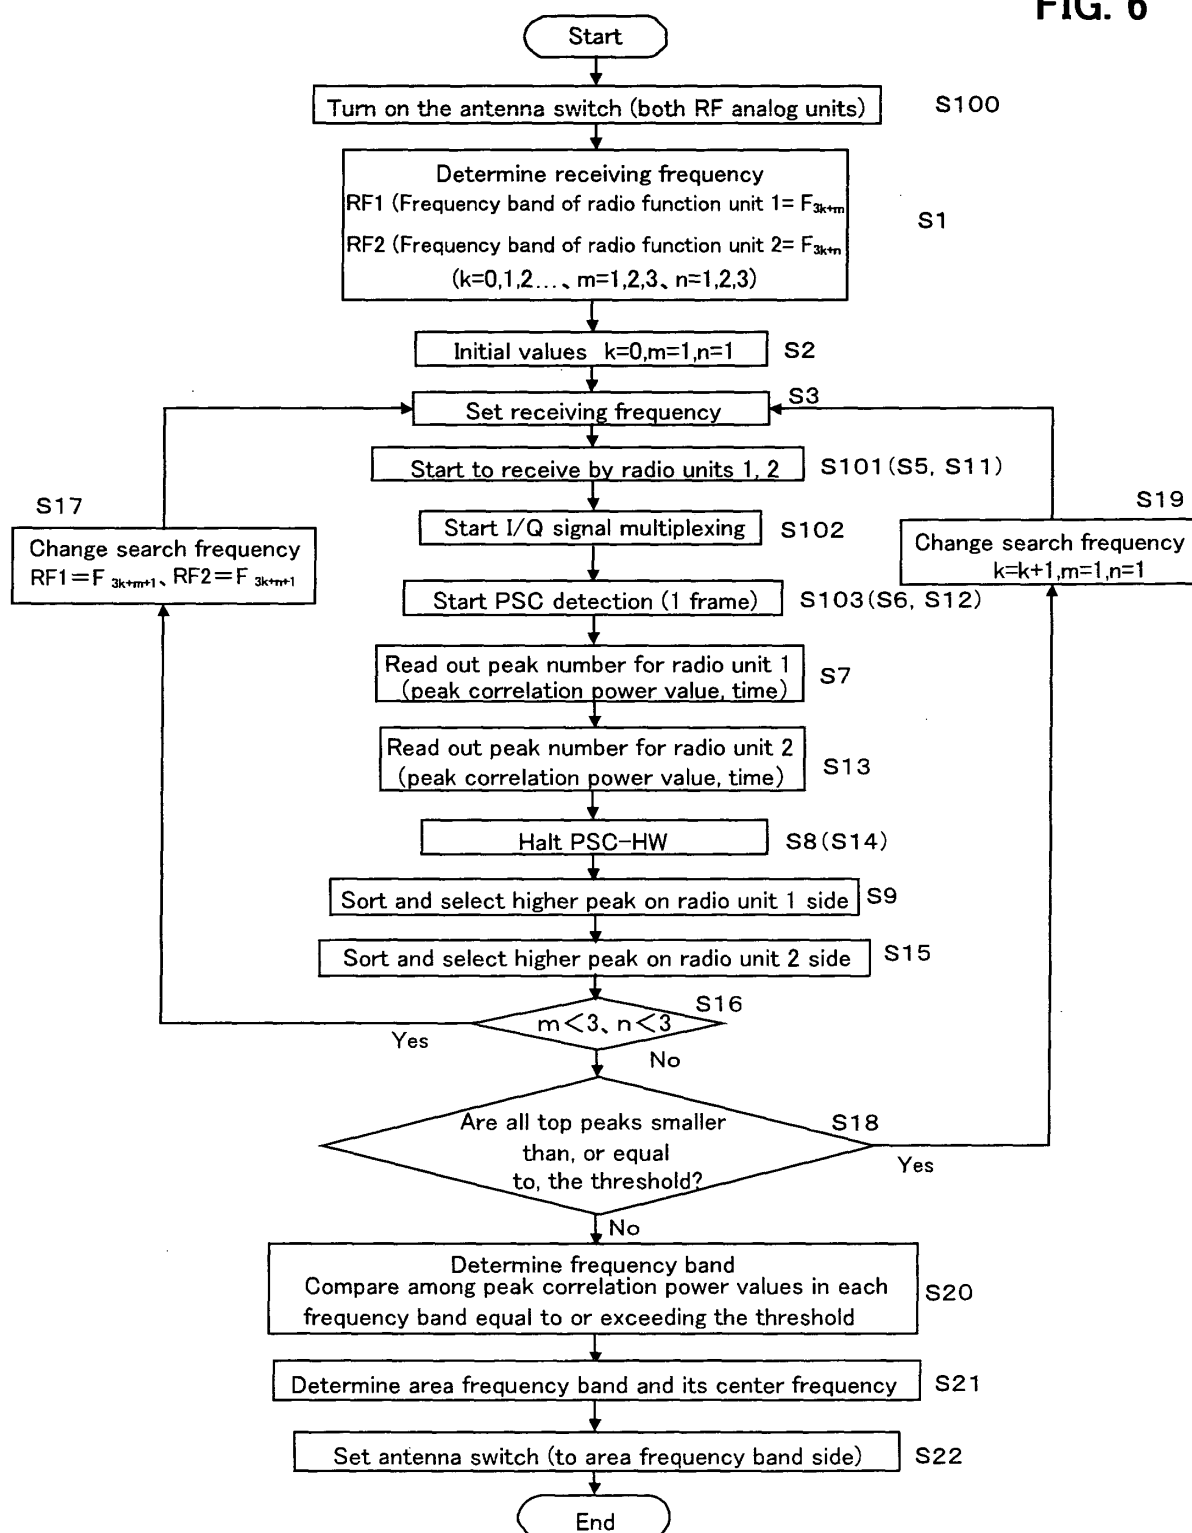 FIG. 6
Start
Turn on the antenna switch (both RF analog units)
S100
Determine receiving frequency
RF1 (Frequency band of radio function unit 1= F3k+m
RF2 (Frequency band of radio function unit 2= F3k+n
(k=0,1,2...、m=1,2,3、n=1,2,3)
S1
Initial values k=0,m=1,n=1
S2
Set receiving frequency
S3
Start to receive by radio units 1, 2
S101(S5, S11)
S17
Change search frequency
RF1=F 3k+m+1、RF2=F 3k+n+1
Start I/Q signal multiplexing
S102
S19
Change search frequency
k=k+1,m=1,n=1
Start PSC detection (1 frame)
S103(S6, S12)
Read out peak number for radio unit 1
(peak correlation power value, time)
S7
Read out peak number for radio unit 2
(peak correlation power value, time)
S13
Halt PSC-HW
S8(S14)
Sort and select higher peak on radio unit 1 side
S9
Sort and select higher peak on radio unit 2 side
S15
S16
m<3、n<3
Yes
No
Are all top peaks smaller
than, or equal
to, the threshold?
S18
Yes
No
Determine frequency band
Compare among peak correlation power values in each
frequency band equal to or exceeding the threshold
S20
Determine area frequency band and its center frequency
S21
Set antenna switch (to area frequency band side)
S22
End